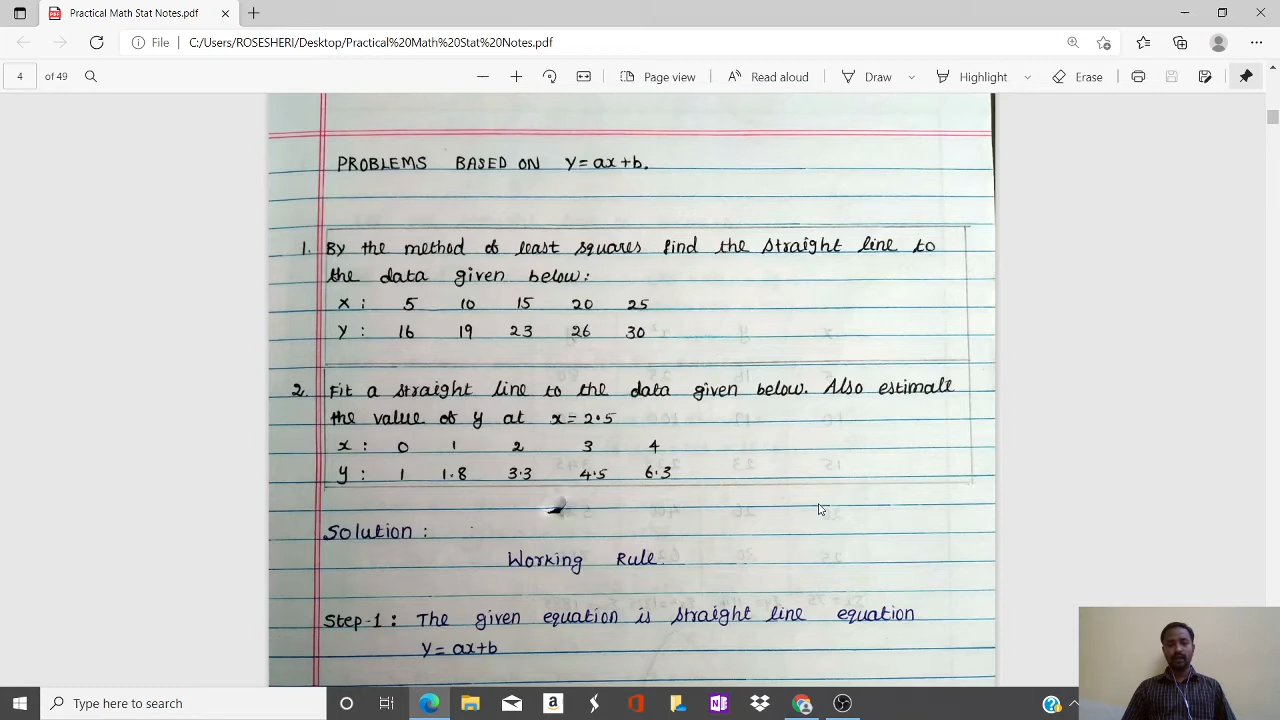 Practical Math Stat Notes.pdf
File C:/Users/ROSESHERI/Desktop/Practical%20Math%20Stat%20Notes.pdf
4 of 49 Page view Read aloud Draw Highlight Erase
PROBLEMS BASED ON Y=ax+b.
1. By the method of least squares find the straight line to
the data given below:
X: 5 10 15 20 25
Y: 16 19 23 26 30
2. Fit a straight line to the data given below. Also estimate
the value of y at x=2.5
x: 0 1 2 3 4
y: 1 1.8 3.3 4.5 6.3
Solution:
Working Rule.
Step-1: The given equation is straight line equation
Y=ax+b
Type here to search